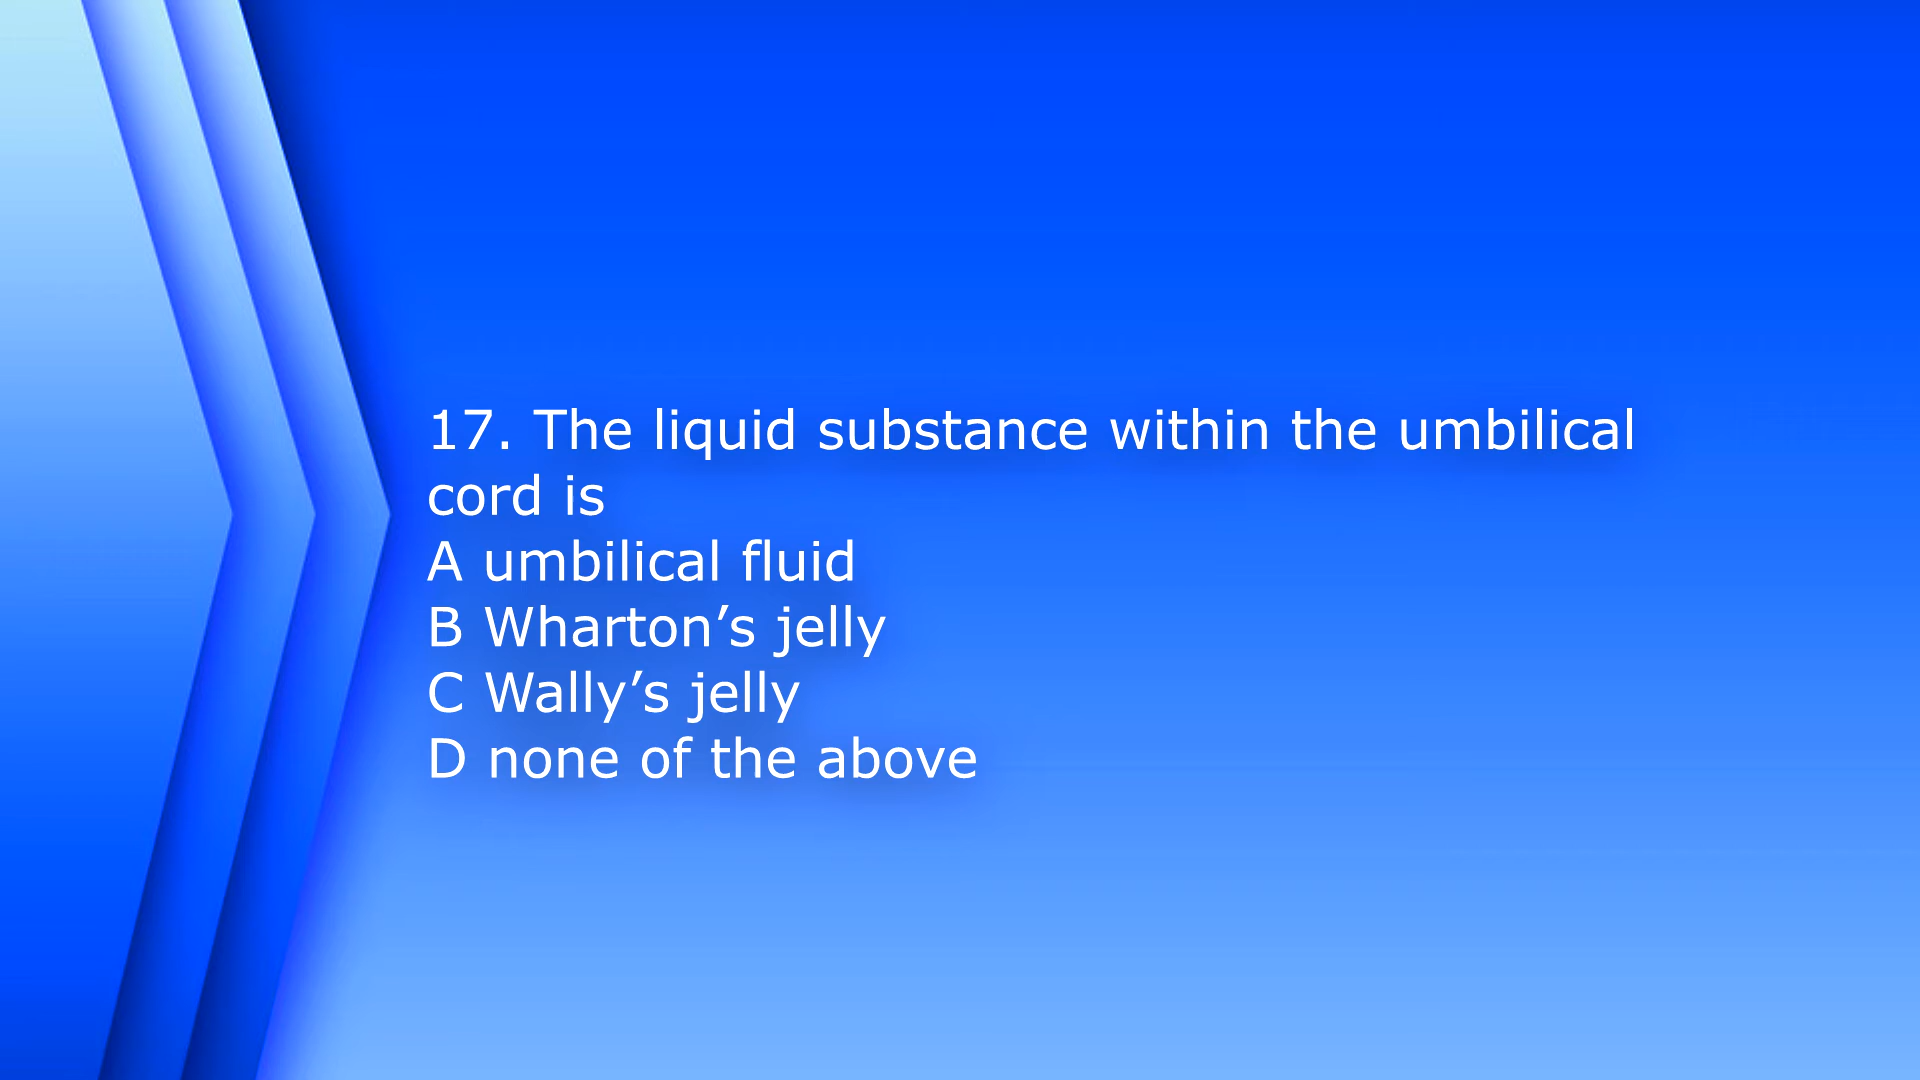 17. The liquid substance within the umbilical
cord is
A umbilical fluid
B Wharton’s jelly
C Wally’s jelly
D none of the above